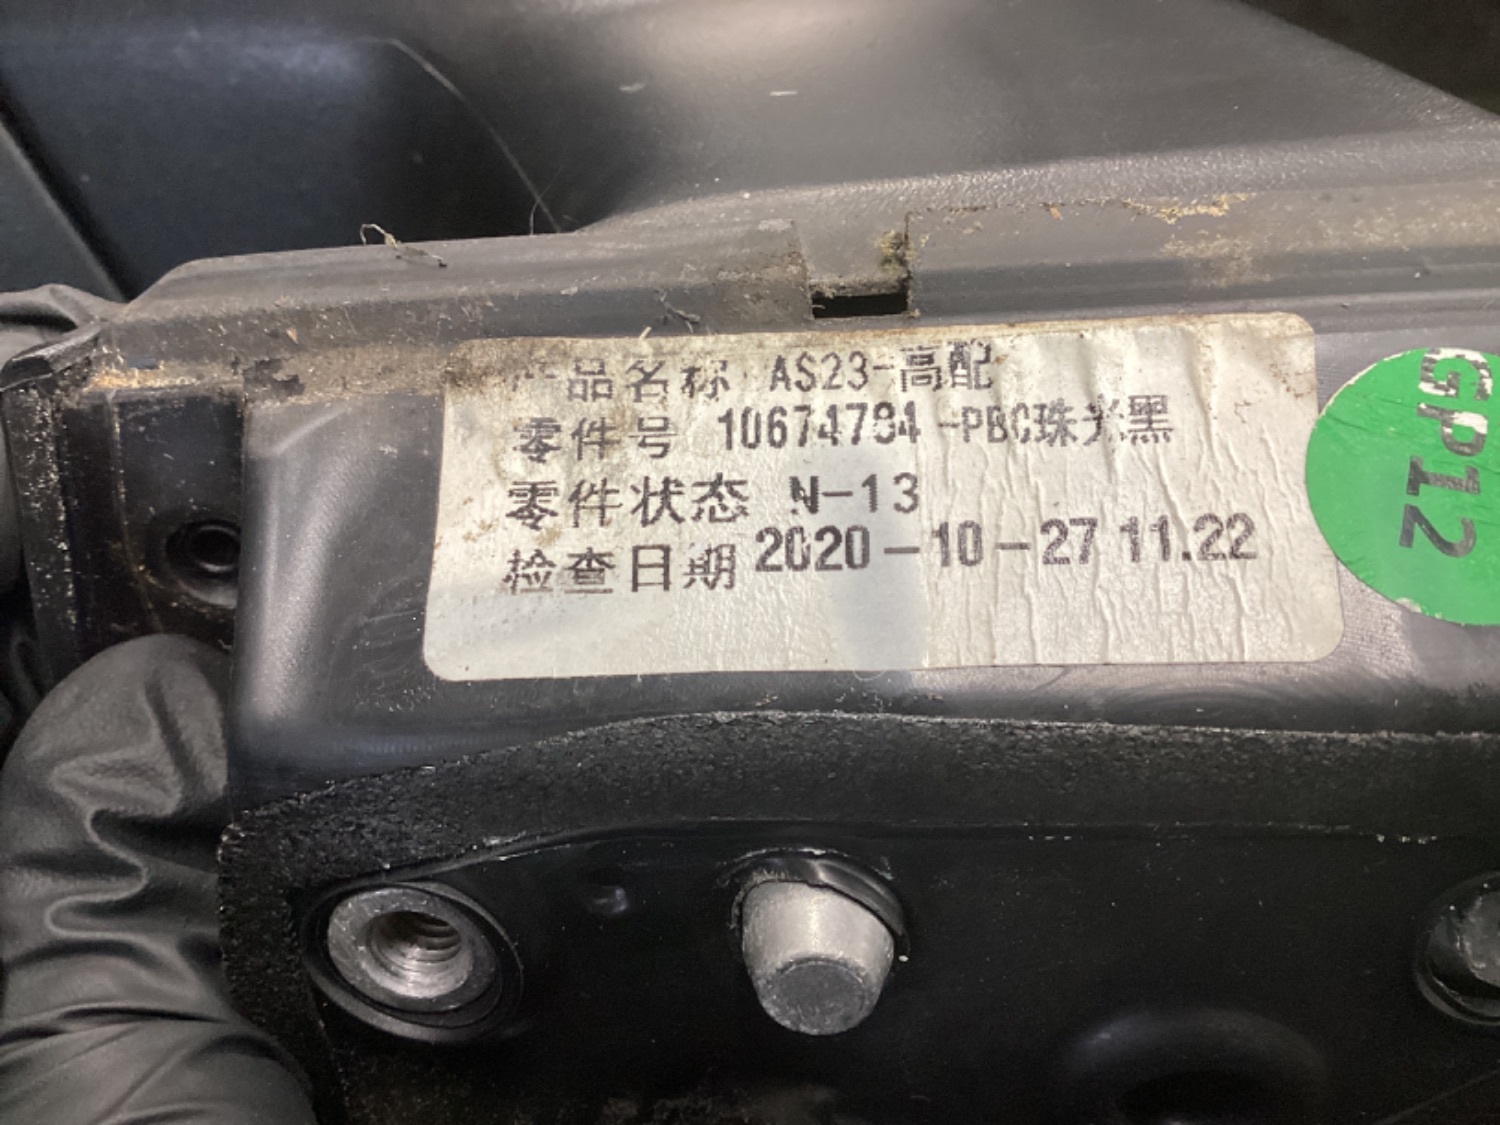 产品名称 AS23-高配
零件号 10674784-PBC珠光黑
零件状态 N-13
检查日期 2020-10-27 11.22
GP12